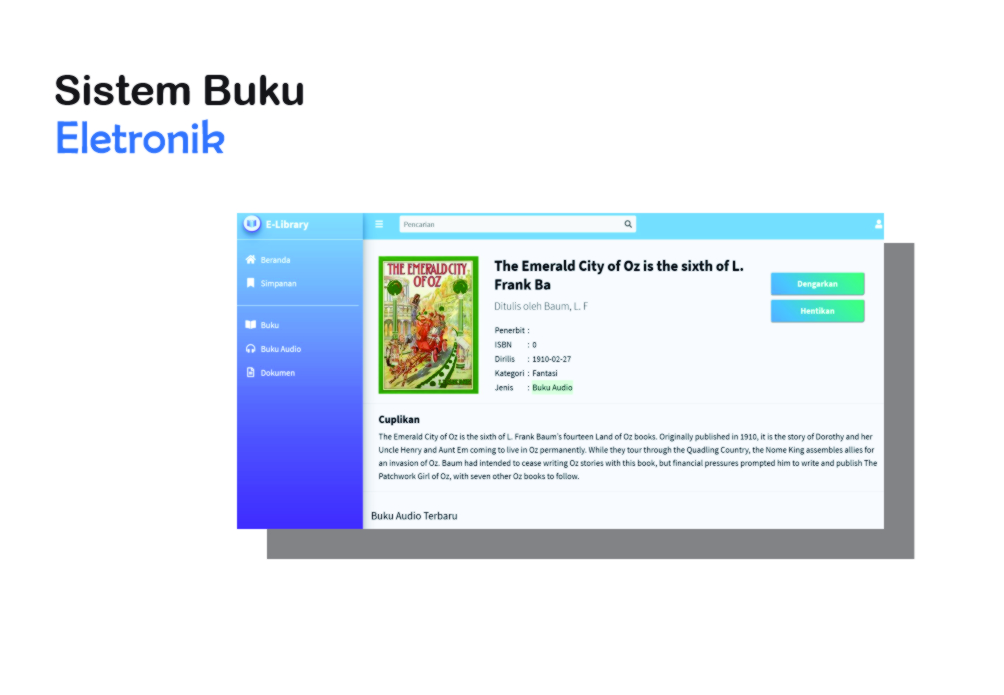 Sistem Buku
Eletronik
E-Library
Pencarian
Beranda
Simpanan
Buku
Buku Audio
Dokumen
THE EMERALD CITY
OF OZ
The Emerald City of Oz is the sixth of L.
Frank Ba
Ditulis oleh Baum, L. F
Penerbit :
ISBN : 0
Dirilis : 1910-02-27
Kategori : Fantasi
Jenis : Buku Audio
Dengarkan
Hentikan
Cuplikan
The Emerald City of Oz is the sixth of L. Frank Baum's fourteen Land of Oz books. Originally published in 1910, it is the story of Dorothy and her
Uncle Henry and Aunt Em coming to live in Oz permanently. While they tour through the Quadling Country, the Nome King assembles allies for
an invasion of Oz. Baum had intended to cease writing Oz stories with this book, but financial pressures prompted him to write and publish The
Patchwork Girl of Oz, with seven other Oz books to follow.
Buku Audio Terbaru